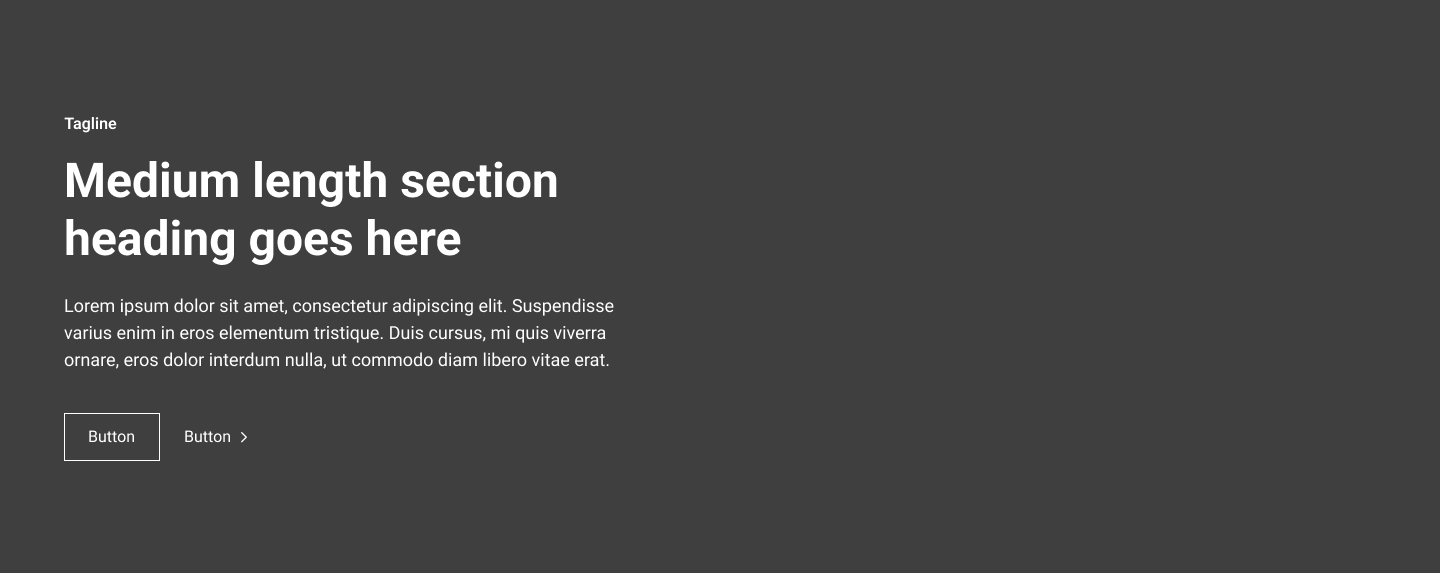 Tagline
Medium length section
heading goes here
Lorem ipsum dolor sit amet, consectetur adipiscing elit. Suspendisse
varius enim in eros elementum tristique. Duis cursus, mi quis viverra
ornare, eros dolor interdum nulla, ut commodo diam libero vitae erat.
Button
Button